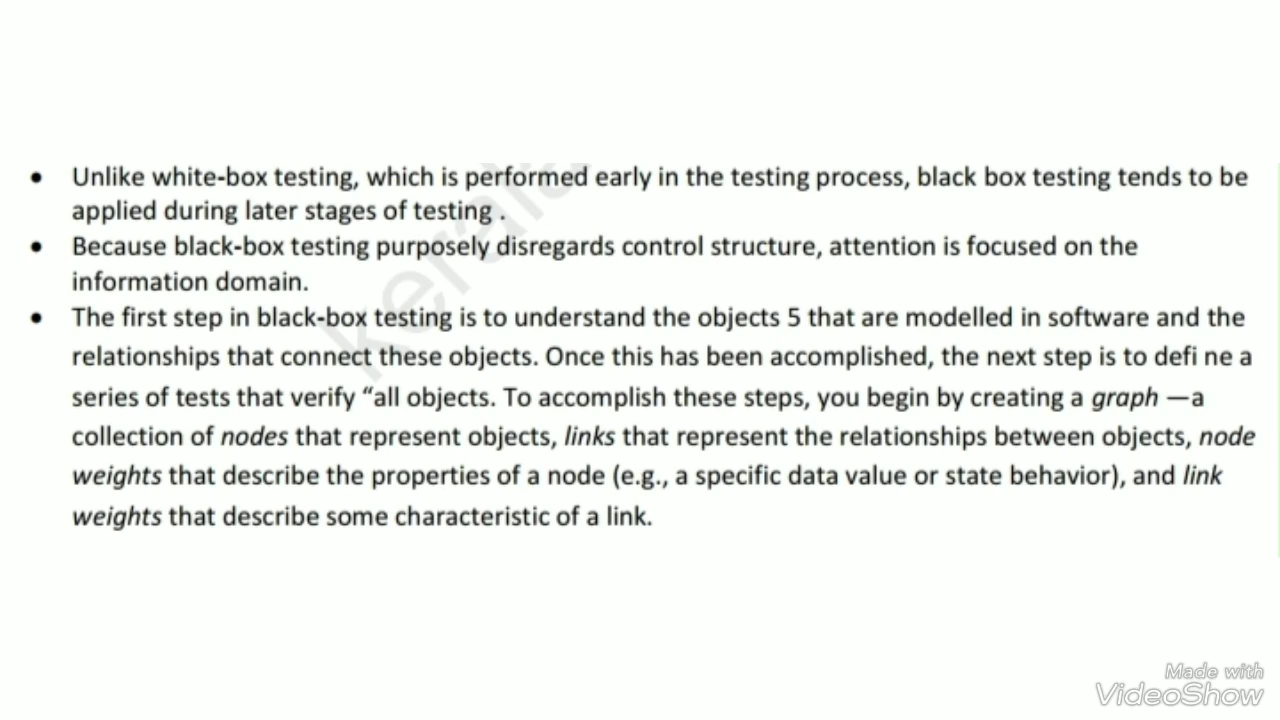 • Unlike white-box testing, which is performed early in the testing process, black box testing tends to be
applied during later stages of testing .
• Because black-box testing purposely disregards control structure, attention is focused on the
information domain.
• The first step in black-box testing is to understand the objects 5 that are modelled in software and the
relationships that connect these objects. Once this has been accomplished, the next step is to defi ne a
series of tests that verify “all objects. To accomplish these steps, you begin by creating a graph —a
collection of nodes that represent objects, links that represent the relationships between objects, node
weights that describe the properties of a node (e.g., a specific data value or state behavior), and link
weights that describe some characteristic of a link.
Made with
VideoShow